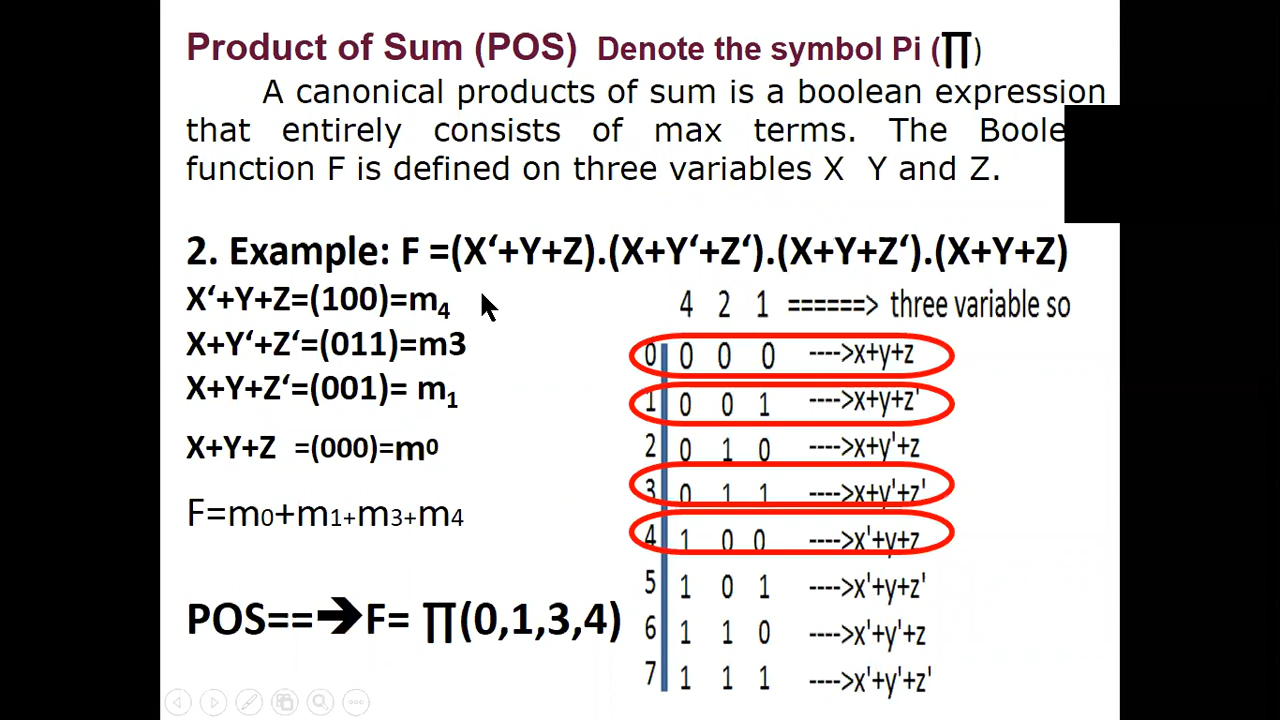 Product of Sum (POS) Denote the symbol Pi (∏)
A canonical products of sum is a boolean expression
that entirely consists of max terms. The
function F is defined on three variables X Y and Z.
2. Example: F =(X‘+Y+Z).(X+Y‘+Z‘).(X+Y+Z‘).(X+Y+Z)
X‘+Y+Z=(100)=m₄
X+Y‘+Z‘=(011)=m3
X+Y+Z‘=(001)= m₁
X+Y+Z =(000)=m⁰
F=m₀+m₁₊m₃₊m₄
POS==➔F= ∏(0,1,3,4)
4 2 1 ======> three variable so
0 0 0 0 ---->x+y+z
1 0 0 1 ---->x+y+z'
2 0 1 0 ---->x+y'+z
3 0 1 1 ---->x+y'+z'
4 1 0 0 ---->x'+y+z
5 1 0 1 ---->x'+y+z'
6 1 1 0 ---->x'+y'+z
7 1 1 1 ---->x'+y'+z'